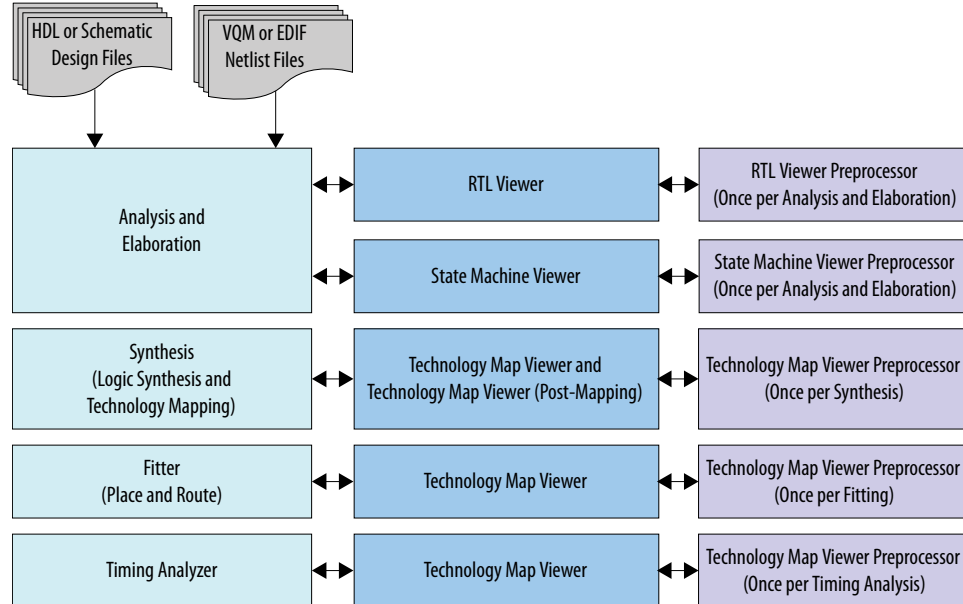 HDL or Schematic
Design Files
VQM or EDIF
Netlist Files
Analysis and
Elaboration
RTL Viewer
RTL Viewer Preprocessor
(Once per Analysis and Elaboration)
State Machine Viewer
State Machine Viewer Preprocessor
(Once per Analysis and Elaboration)
Synthesis
(Logic Synthesis and
Technology Mapping)
Technology Map Viewer and
Technology Map Viewer (Post-Mapping)
Technology Map Viewer Preprocessor
(Once per Synthesis)
Fitter
(Place and Route)
Technology Map Viewer
Technology Map Viewer Preprocessor
(Once per Fitting)
Timing Analyzer
Technology Map Viewer
Technology Map Viewer Preprocessor
(Once per Timing Analysis)